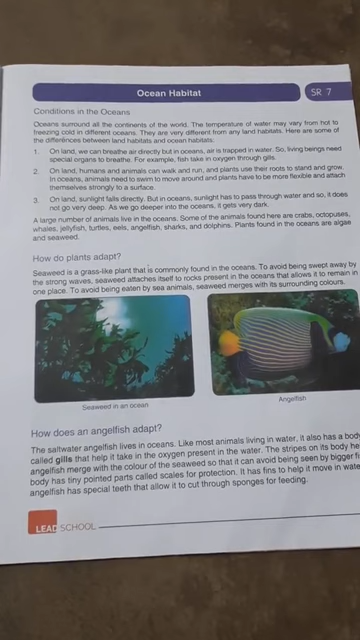 Ocean Habitat
SR 7
Conditions in the Oceans
Oceans surround all the continents of the world. The temperature of water may vary from hot to
freezing cold in different oceans. They are very different from any land habitats. Here are some of
the differences between land habitats and ocean habitats.
1. On land, we can breathe air directly but in oceans, air is trapped in water. So, living beings need
special organs to breathe. For example, fish take in oxygen through gills.
2. On land, humans and animals can walk and run, and plants use their roots to stand and grow.
In oceans, animals need to swim to move around and plants have to be more flexible and attach
themselves strongly to a surface.
3. On land, sunlight falls directly. But in oceans, sunlight has to pass through water and so, it does
not go very deep. As we go deeper into the oceans, it gets very dark.
A large number of animals live in the oceans. Some of the animals found here are crabs, octopuses,
whales, jellyfish, turtles, eels, angelfish, sharks, and dolphins. Plants found in the oceans are algae
and seaweed.
How do plants adapt?
Seaweed is a grass-like plant that is commonly found in the oceans. To avoid being swept away by
the strong waves, seaweed attaches itself to rocks present in the oceans that allows it to remain in
one place. To avoid being eaten by sea animals, seaweed merges with its surrounding colours.
Seaweed in an ocean
Angelfish
How does an angelfish adapt?
The saltwater angelfish lives in oceans. Like most animals living in water, it also has a body
called gills that help it take in the oxygen present in the water. The stripes on its body he
angelfish merge with the colour of the seaweed so that it can avoid being seen by bigger fi
body has tiny pointed parts called scales for protection. It has fins to help it move in wate
angelfish has special teeth that allow it to cut through sponges for feeding.
LEAD SCHOOL